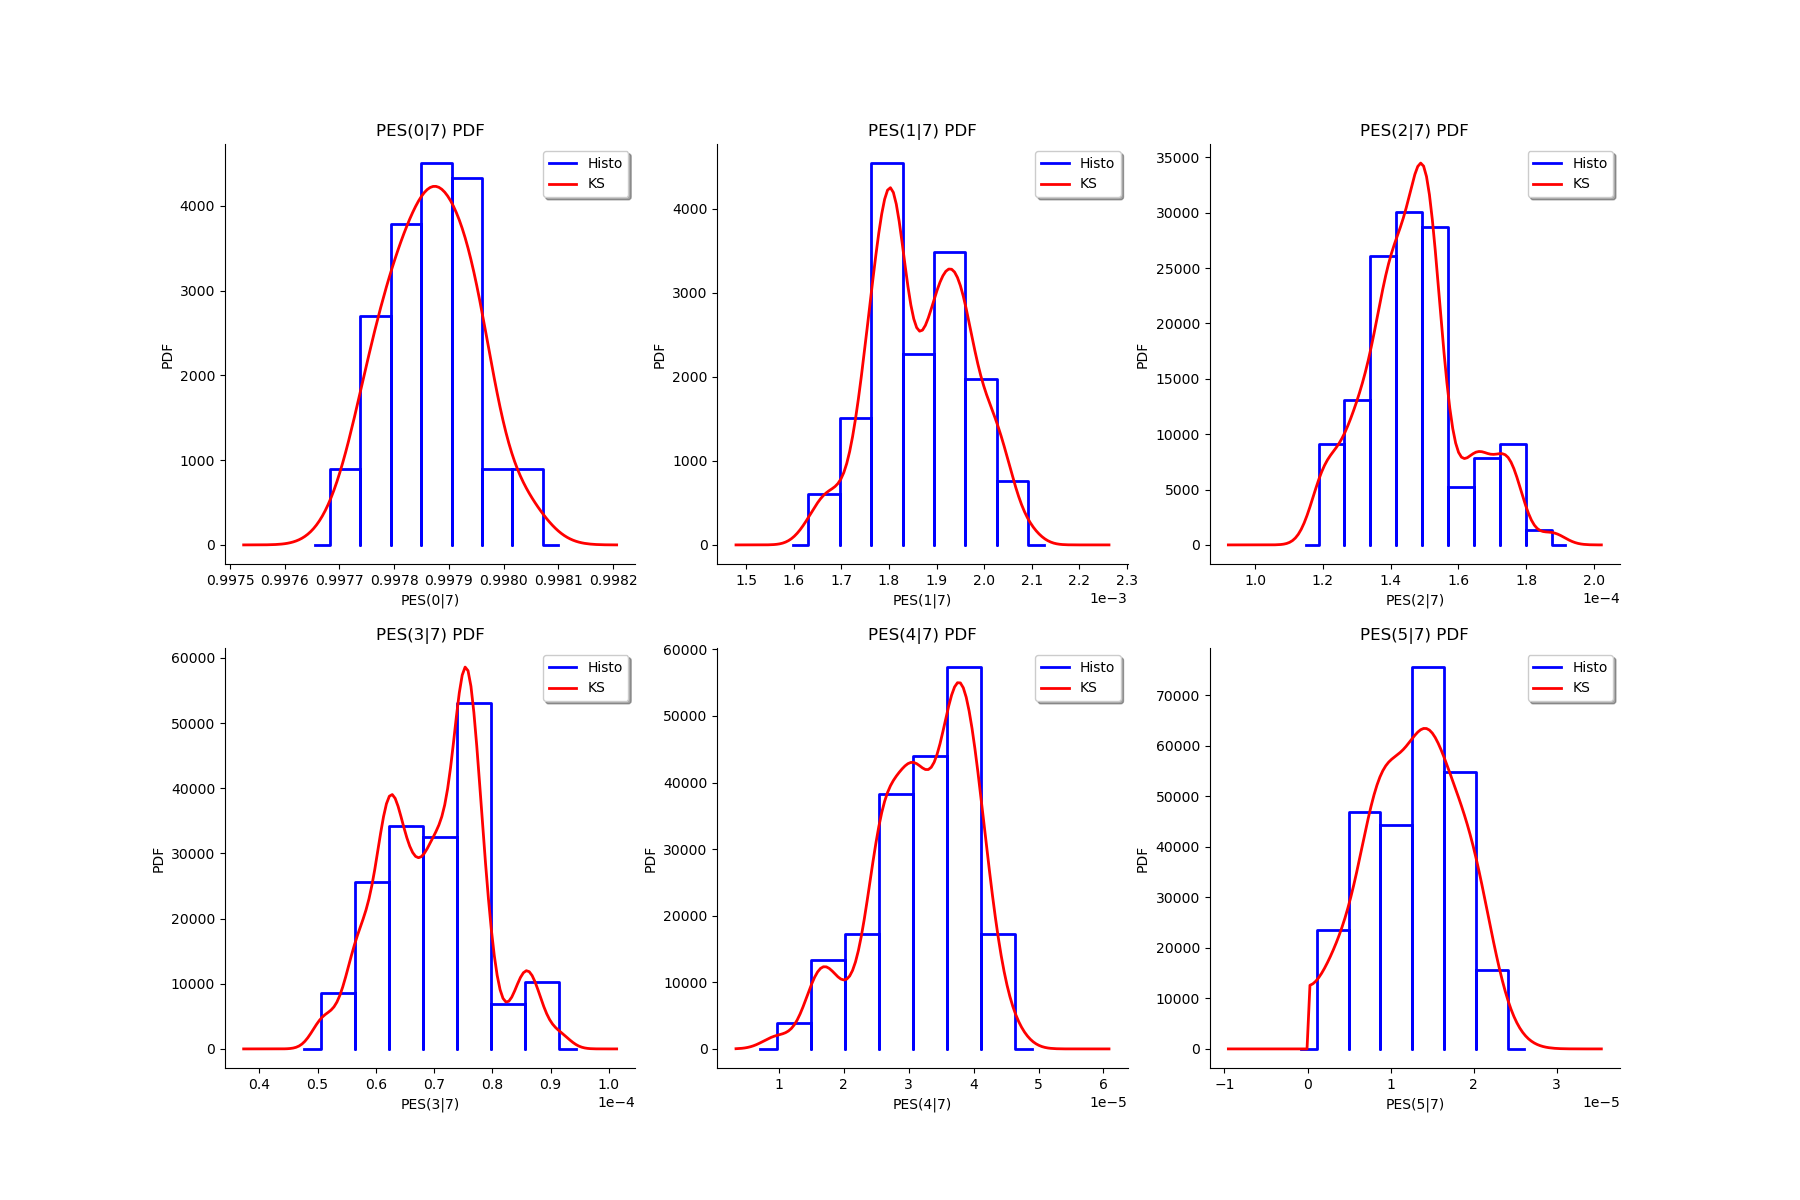 PES(0|7) PDF
Histo
KS
PDF
4000
3000
2000
1000
0
0.9975 0.9976 0.9977 0.9978 0.9979 0.9980 0.9981 0.9982
PES(0|7)
PES(1|7) PDF
Histo
KS
PDF
4000
3000
2000
1000
0
1.5 1.6 1.7 1.8 1.9 2.0 2.1 2.2 2.3
1e−3
PES(1|7)
PES(2|7) PDF
Histo
KS
PDF
35000
30000
25000
20000
15000
10000
5000
0
1.0 1.2 1.4 1.6 1.8 2.0
1e−4
PES(2|7)
PES(3|7) PDF
Histo
KS
PDF
60000
50000
40000
30000
20000
10000
0
0.4 0.5 0.6 0.7 0.8 0.9 1.0
1e−4
PES(3|7)
PES(4|7) PDF
Histo
KS
PDF
60000
50000
40000
30000
20000
10000
0
1 2 3 4 5 6
1e−5
PES(4|7)
PES(5|7) PDF
Histo
KS
PDF
70000
60000
50000
40000
30000
20000
10000
0
−1 0 1 2 3
1e−5
PES(5|7)